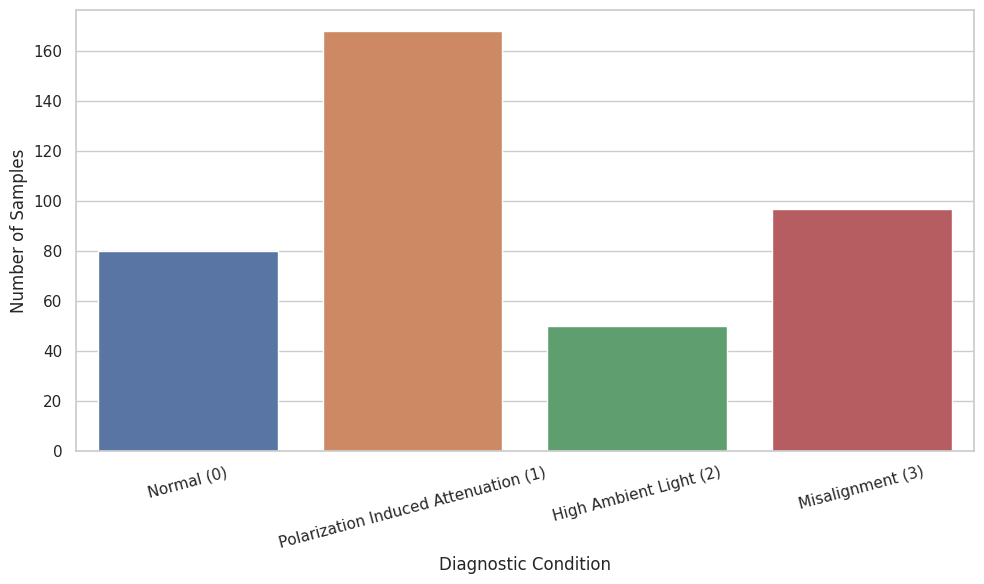 Number of Samples
160
140
120
100
80
60
40
20
0
Normal (0)
Polarization Induced Attenuation (1)
High Ambient Light (2)
Misalignment (3)
Diagnostic Condition